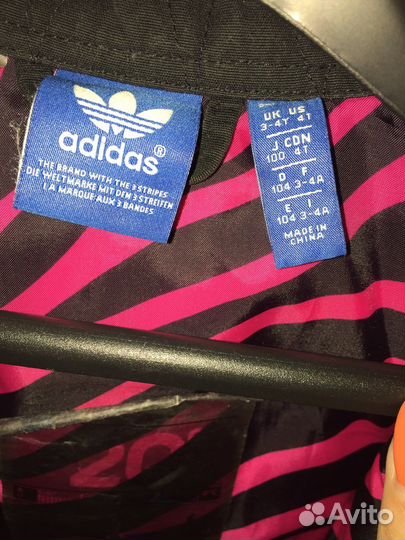 adidas®
THE BRAND WITH THE 3 STRIPES
DIE WELTMARKE MIT DEN 3 STREIFEN
LA MARQUE AUX 3 BANDES
UK US
3-4Y 4T
J CDN
100 4T
D F
104 3-4A
E I
104 3-4A
MADE IN
CHINA
Avito